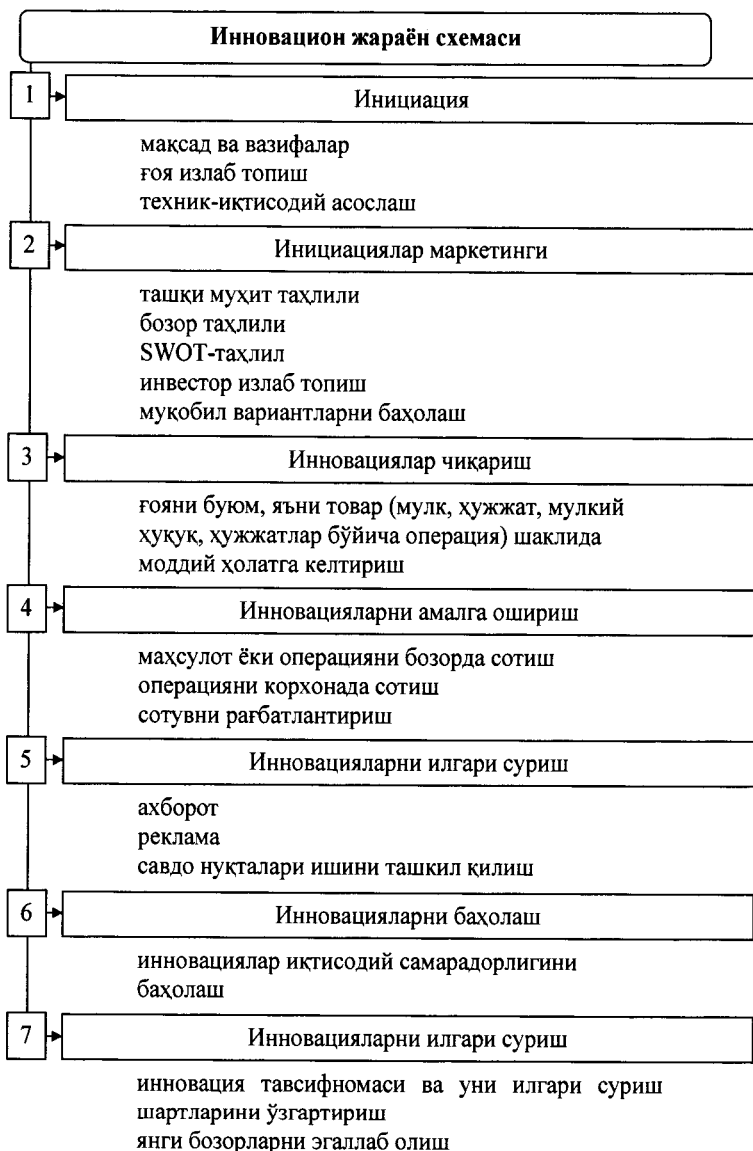 Инновацион жараён схемаси
1 Инициация
мақсад ва вазифалар
ғоя излаб топиш
техник-иқтисодий асослаш
2 Инициациялар маркетинги
ташқи муҳит таҳлили
бозор таҳлили
SWOT-таҳлил
инвестор излаб топиш
муқобил вариантларни баҳолаш
3 Инновациялар чиқариш
ғояни буюм, яъни товар (мулк, ҳужжат, мулкий
ҳуқуқ, ҳужжатлар бўйича операция) шаклида
моддий ҳолатга келтириш
4 Инновацияларни амалга ошириш
маҳсулот ёки операцияни бозорда сотиш
операцияни корхонада сотиш
сотувни рағбатлантириш
5 Инновацияларни илгари суриш
ахборот
реклама
савдо нуқталари ишини ташкил қилиш
6 Инновацияларни баҳолаш
инновациялар иқтисодий самарадорлигини
баҳолаш
7 Инновацияларни илгари суриш
инновация тавсифномаси ва уни илгари суриш
шартларини ўзгартириш
янги бозорларни эгаллаб олиш